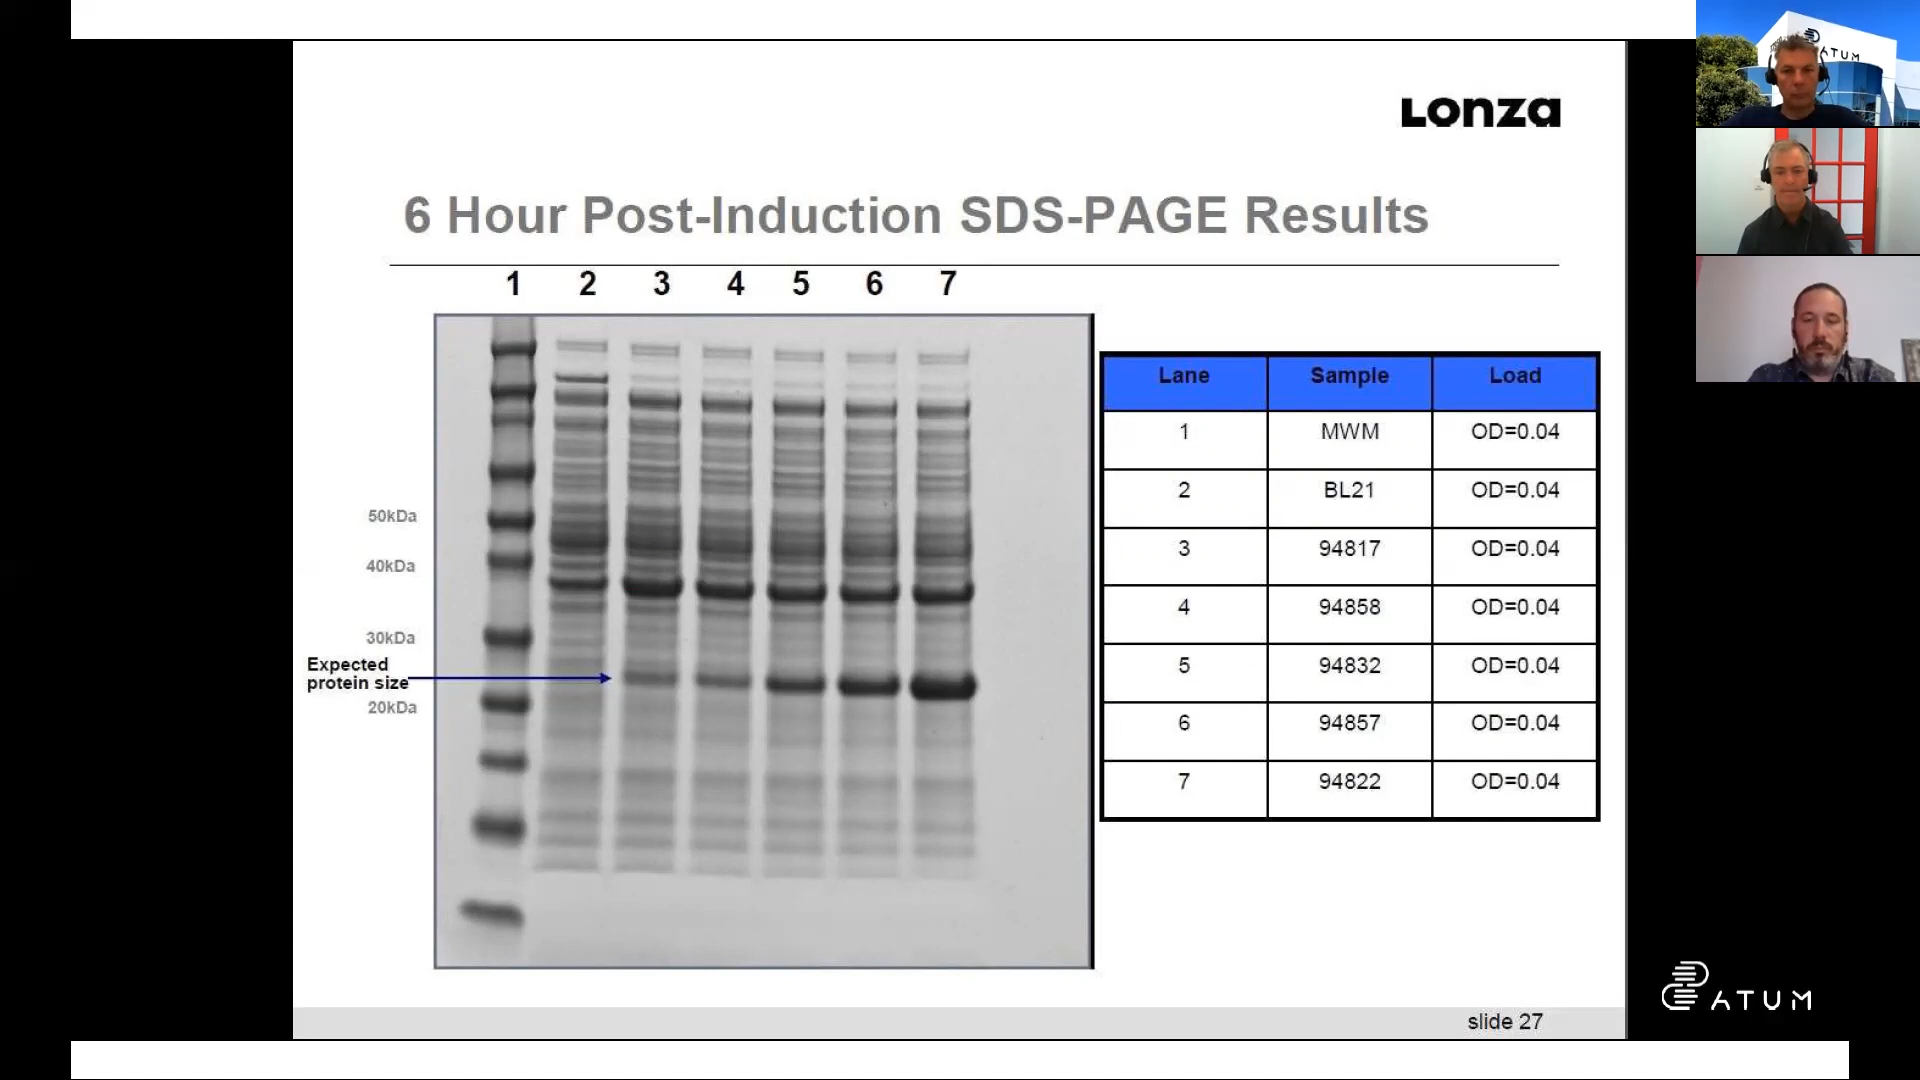 ATUM
Lonza
6 Hour Post-Induction SDS-PAGE Results
1 2 3 4 5 6 7
50kDa
40kDa
30kDa
Expected
protein size
20kDa
Lane Sample Load
1 MWM OD=0.04
2 BL21 OD=0.04
3 94817 OD=0.04
4 94858 OD=0.04
5 94832 OD=0.04
6 94857 OD=0.04
7 94822 OD=0.04
ATUM
slide 27